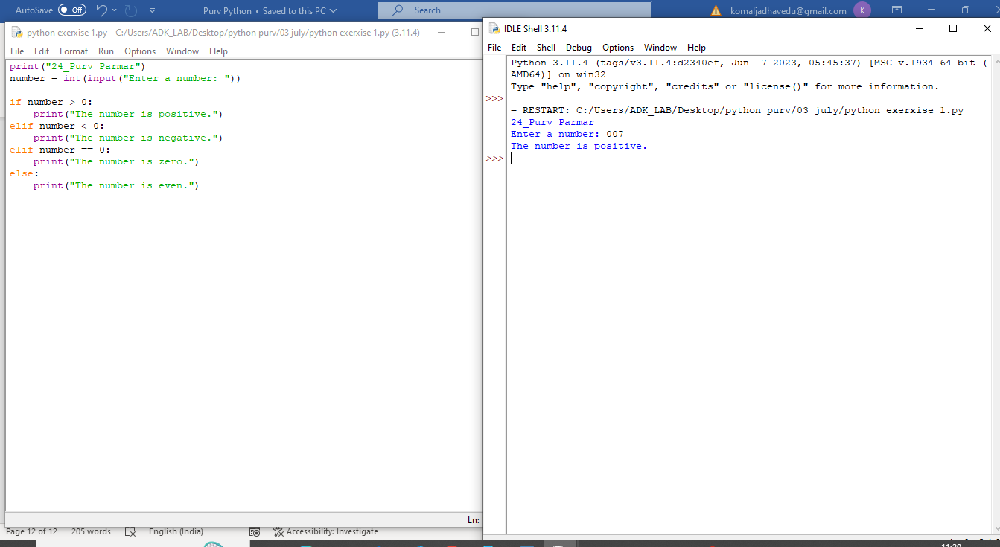 AutoSave Off Purv Python • Saved to this PC Search komaljadhavedu@gmail.com K
python exerxise 1.py - C:/Users/ADK_LAB/Desktop/python purv/03 july/python exerxise 1.py (3.11.4)
File Edit Format Run Options Window Help
print("24_Purv Parmar")
number = int(input("Enter a number: "))
if number > 0:
    print("The number is positive.")
elif number < 0:
    print("The number is negative.")
elif number == 0:
    print("The number is zero.")
else:
    print("The number is even.")
Ln:
IDLE Shell 3.11.4
File Edit Shell Debug Options Window Help
Python 3.11.4 (tags/v3.11.4:d2340ef, Jun  7 2023, 05:45:37) [MSC v.1934 64 bit (
AMD64)] on win32
Type "help", "copyright", "credits" or "license()" for more information.
>>>
= RESTART: C:/Users/ADK_LAB/Desktop/python purv/03 july/python exerxise 1.py
24_Purv Parmar
Enter a number: 007
The number is positive.
>>>
Page 12 of 12 205 words English (India) Accessibility: Investigate